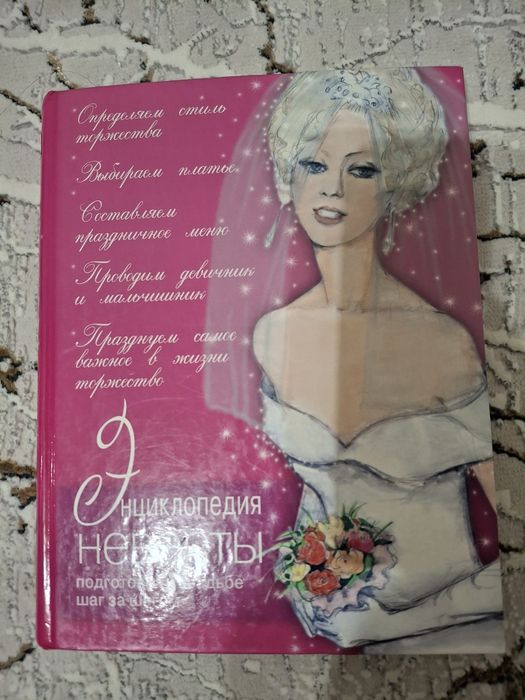 Определяем стиль
торжества
Выбираем платье
Составляем
праздничное меню
Проводим девичник
и мальчишник
Празднуем самое
важное в жизни
торжество
Энциклопедия
шаг за